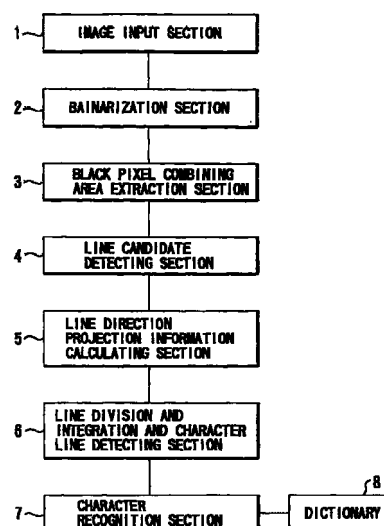 1 IMAGE INPUT SECTION
2 BAINARIZATION SECTION
3 BLACK PIXEL COMBINING
AREA EXTRACTION SECTION
4 LINE CANDIDATE
DETECTING SECTION
5 LINE DIRECTION
PROJECTION INFORMATION
CALCULATING SECTION
6 LINE DIVISION AND
INTEGRATION AND CHARACTER
LINE DETECTING SECTION
7 CHARACTER
RECOGNITION SECTION
8
DICTIONARY